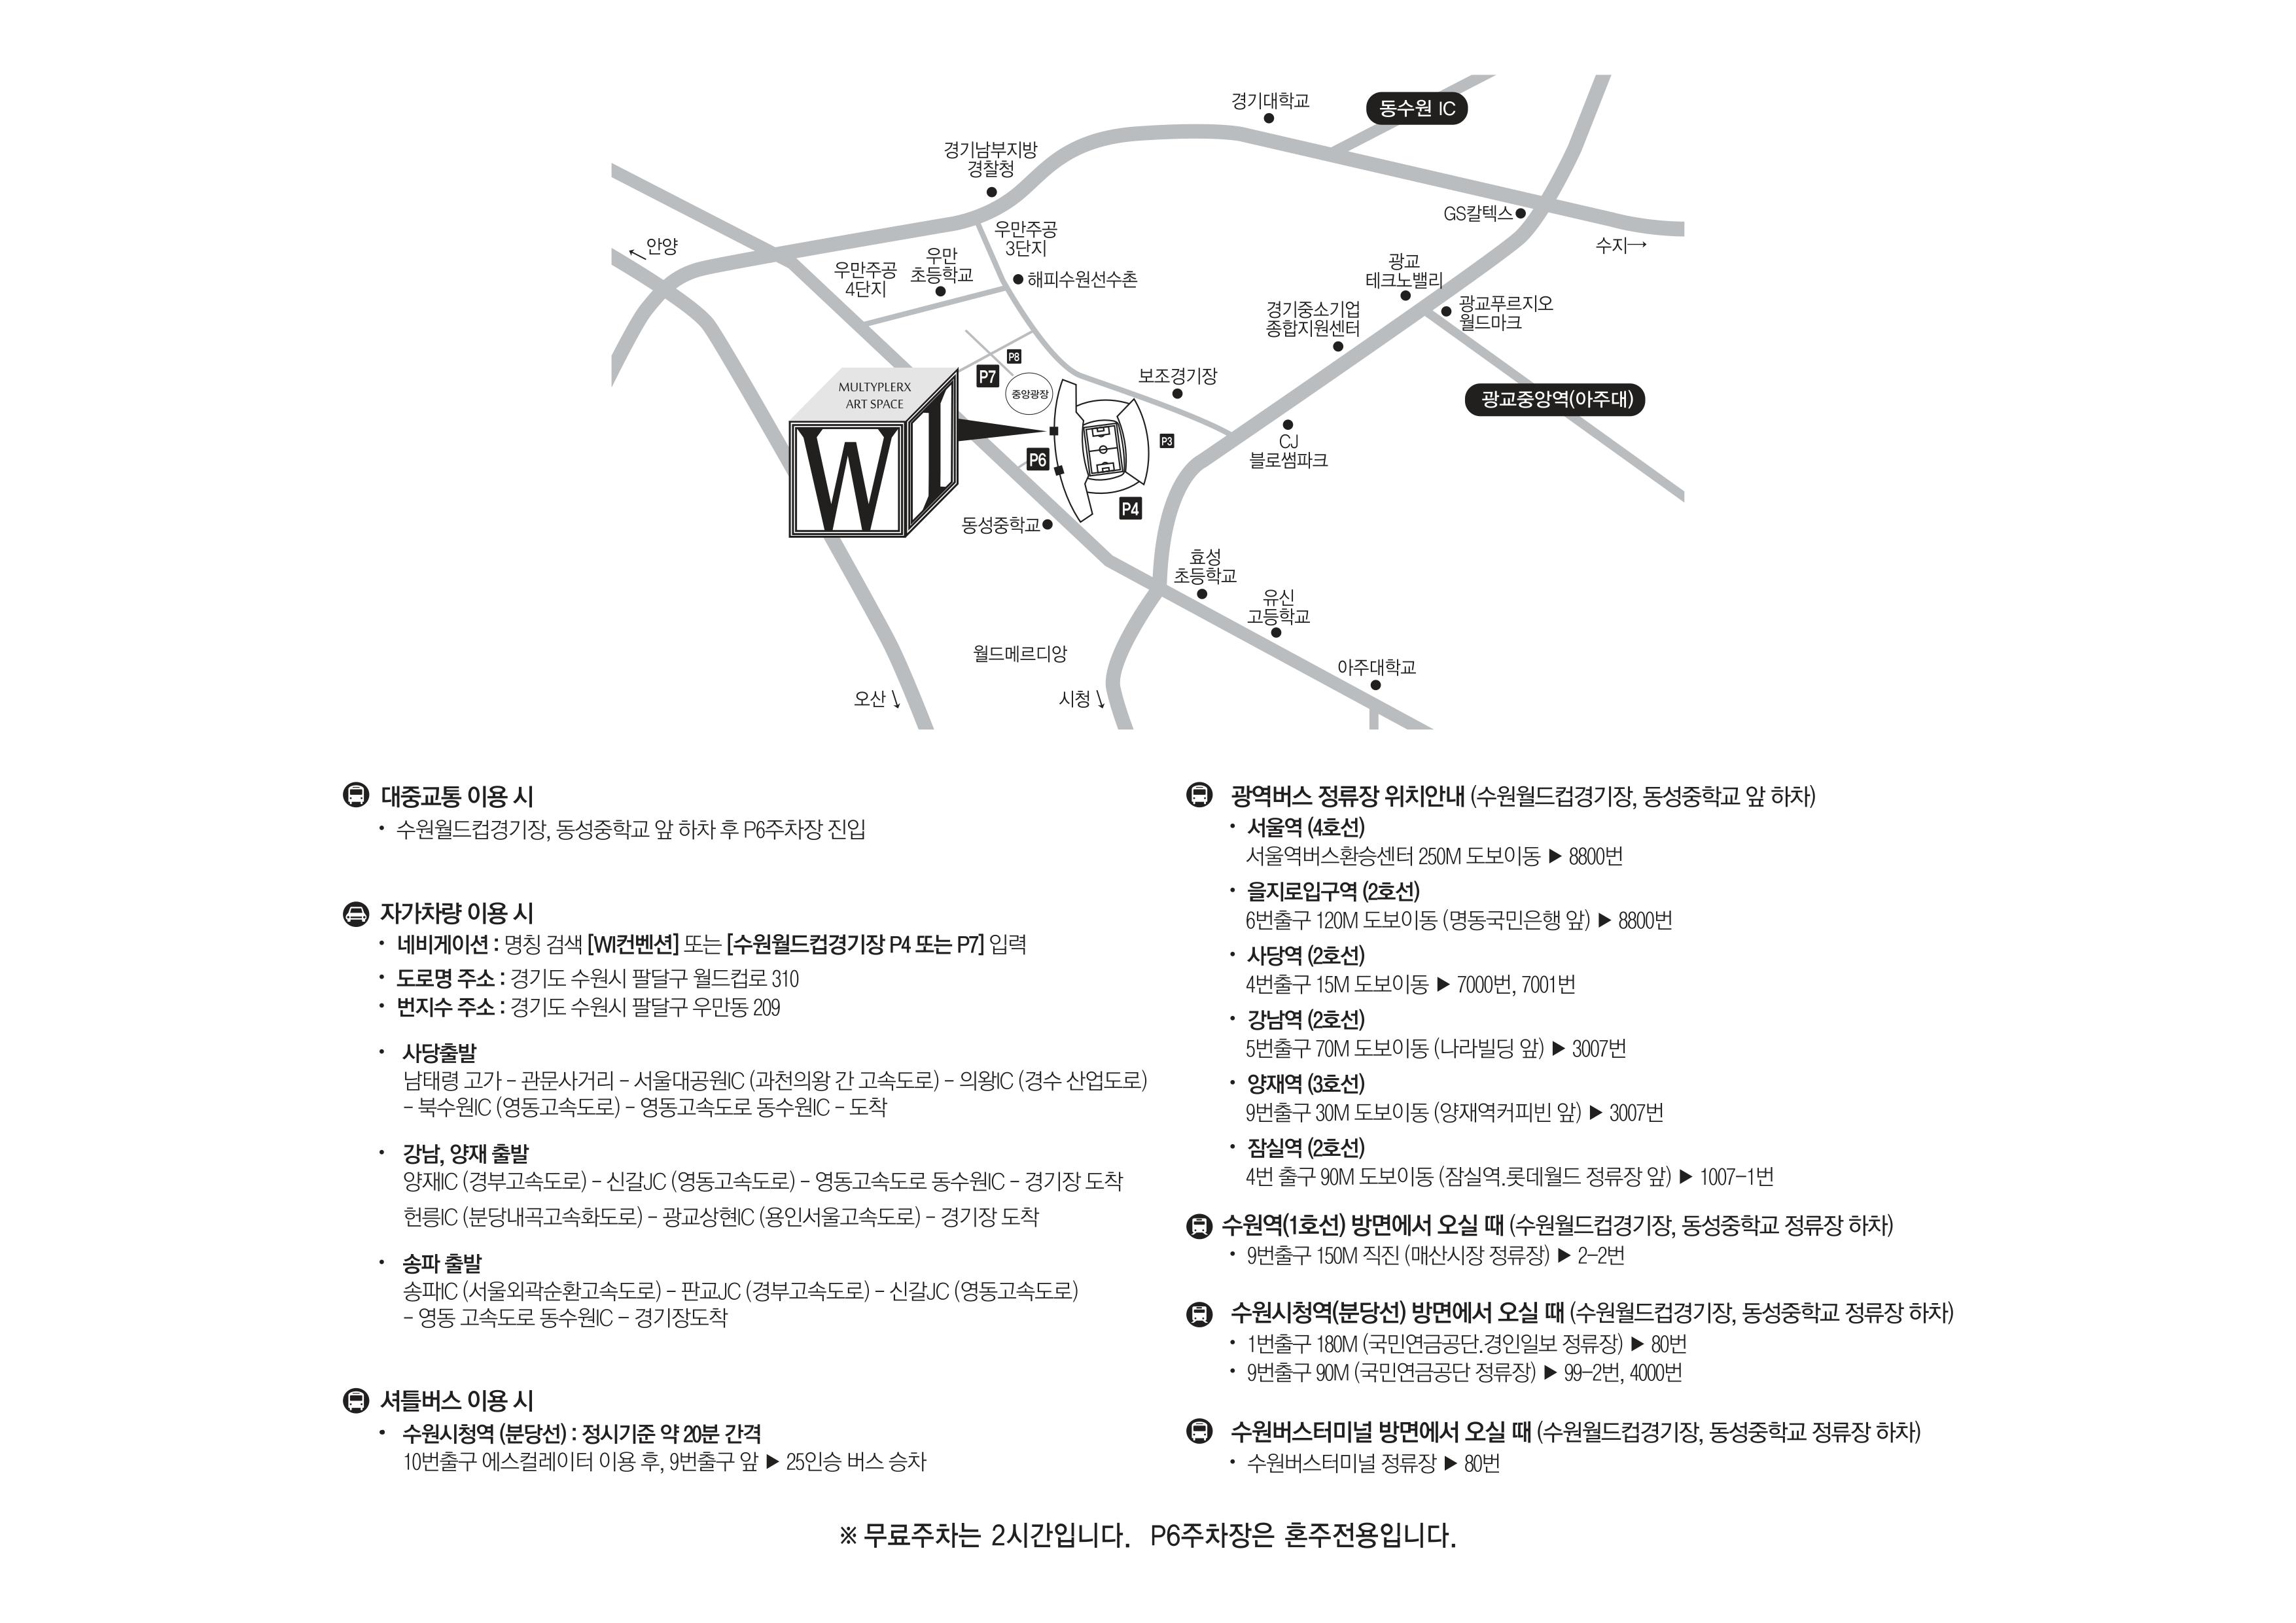 경기대학교
동수원 IC
경기남부지방
경찰청
GS칼텍스
수지→
← 안양
우만주공
3단지
우만
초등학교
우만주공
4단지
해피수원선수촌
광교
테크노밸리
경기중소기업
종합지원센터
광교푸르지오
월드마크
P8
P7
중앙광장
보조경기장
MULTYPLERX
ART SPACE
WI
광교중앙역(아주대)
P3
P6
CJ
블로썸파크
P4
동성중학교
효성
초등학교
유신
고등학교
월드메르디앙
아주대학교
오산 ↘
시청 ↘
대중교통 이용 시
• 수원월드컵경기장, 동성중학교 앞 하차 후 P6주차장 진입
자가차량 이용 시
• 네비게이션 : 명칭 검색 [WI컨벤션] 또는 [수원월드컵경기장 P4 또는 P7] 입력
• 도로명 주소 : 경기도 수원시 팔달구 월드컵로 310
• 번지수 주소 : 경기도 수원시 팔달구 우만동 209
• 사당출발
남태령 고가 – 관문사거리 – 서울대공원IC (과천의왕 간 고속도로) – 의왕IC (경수 산업도로)
– 북수원IC (영동고속도로) – 영동고속도로 동수원IC – 도착
• 강남, 양재 출발
양재IC (경부고속도로) – 신갈JC (영동고속도로) – 영동고속도로 동수원IC – 경기장 도착
헌릉IC (분당내곡고속화도로) – 광교상현IC (용인서울고속도로) – 경기장 도착
• 송파 출발
송파IC (서울외곽순환고속도로) – 판교JC (경부고속도로) – 신갈JC (영동고속도로)
– 영동 고속도로 동수원IC – 경기장도착
셔틀버스 이용 시
• 수원시청역 (분당선) : 정시기준 약 20분 간격
10번출구 에스컬레이터 이용 후, 9번출구 앞 ▶ 25인승 버스 승차
광역버스 정류장 위치안내 (수원월드컵경기장, 동성중학교 앞 하차)
• 서울역 (4호선)
서울역버스환승센터 250M 도보이동 ▶ 8800번
• 을지로입구역 (2호선)
6번출구 120M 도보이동 (명동국민은행 앞) ▶ 8800번
• 사당역 (2호선)
4번출구 15M 도보이동 ▶ 7000번, 7001번
• 강남역 (2호선)
5번출구 70M 도보이동 (나라빌딩 앞) ▶ 3007번
• 양재역 (3호선)
9번출구 30M 도보이동 (양재역커피빈 앞) ▶ 3007번
• 잠실역 (2호선)
4번 출구 90M 도보이동 (잠실역.롯데월드 정류장 앞) ▶ 1007–1번
수원역(1호선) 방면에서 오실 때 (수원월드컵경기장, 동성중학교 정류장 하차)
• 9번출구 150M 직진 (매산시장 정류장) ▶ 2–2번
수원시청역(분당선) 방면에서 오실 때 (수원월드컵경기장, 동성중학교 정류장 하차)
• 1번출구 180M (국민연금공단.경인일보 정류장) ▶ 80번
• 9번출구 90M (국민연금공단 정류장) ▶ 99–2번, 4000번
수원버스터미널 방면에서 오실 때 (수원월드컵경기장, 동성중학교 정류장 하차)
• 수원버스터미널 정류장 ▶ 80번
※ 무료주차는 2시간입니다. P6주차장은 혼주전용입니다.